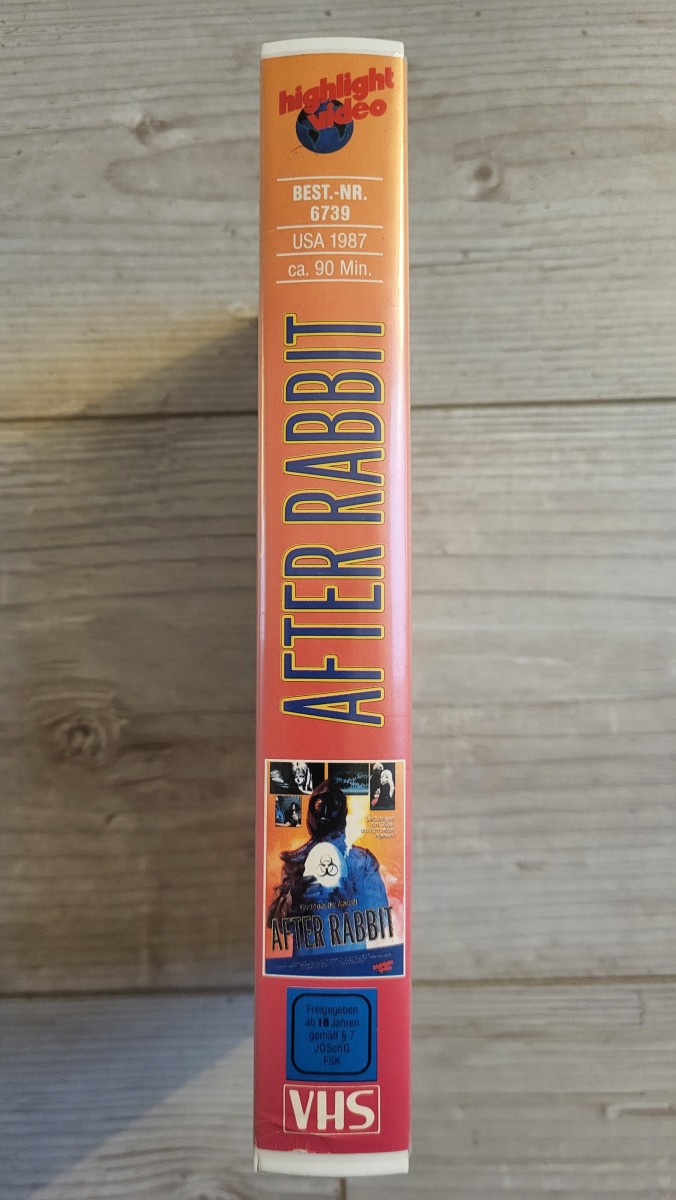 highlight
video
BEST.-NR.
6739
USA 1987
ca. 90 Min.
AFTER RABBIT
AFTER RABBIT
Freigegeben
ab 16 Jahren
gemäß § 7
JÖSchG
FSK
VHS